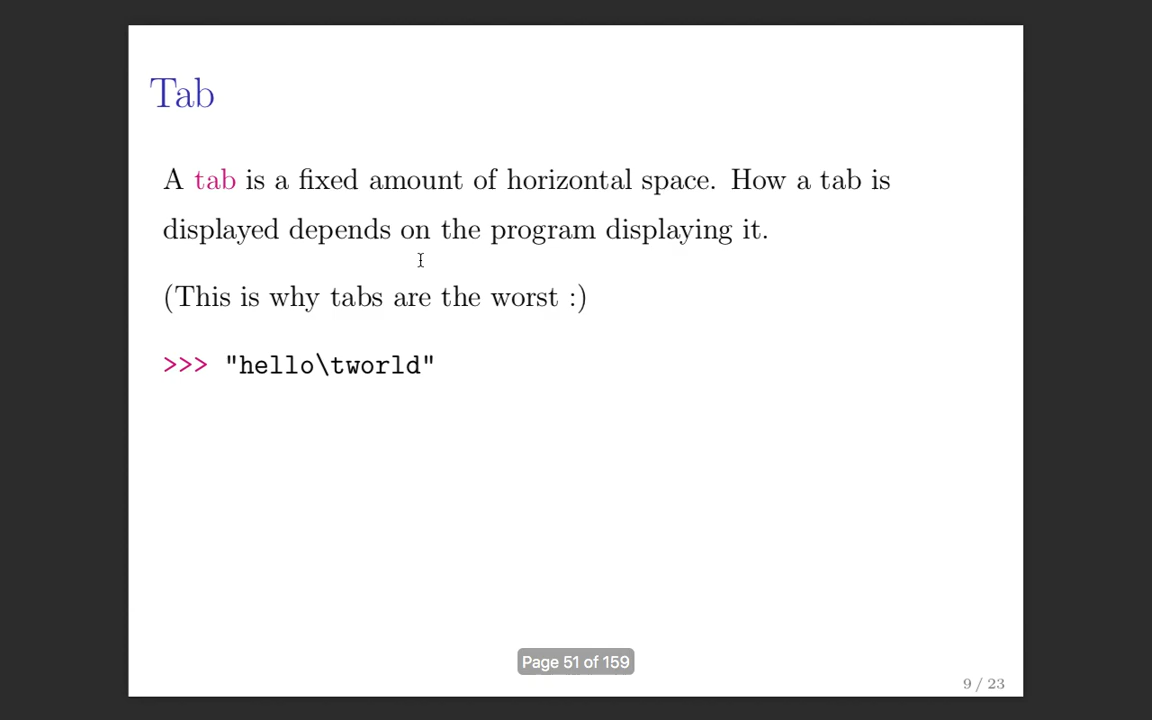 Tab
A tab is a fixed amount of horizontal space. How a tab is
displayed depends on the program displaying it.
(This is why tabs are the worst :)
>>> "hello\tworld"
Page 51 of 159
9 / 23